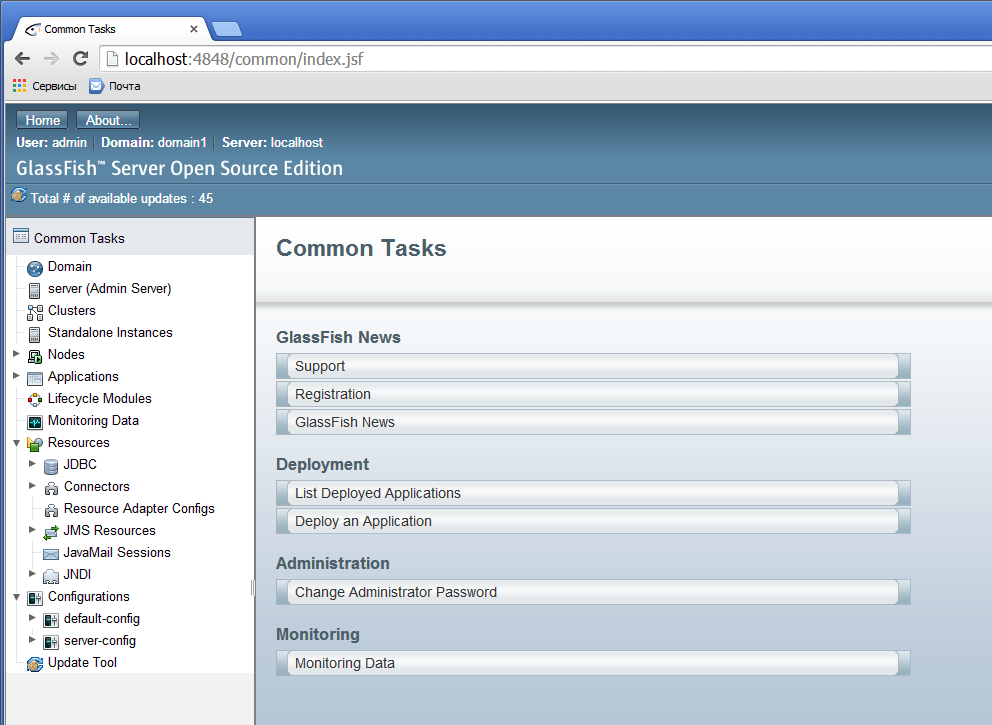 Common Tasks
localhost:4848/common/index.jsf
Сервисы Почта
Home About...
User: admin Domain: domain1 Server: localhost
GlassFish™ Server Open Source Edition
Total # of available updates : 45
Common Tasks
Domain
server (Admin Server)
Clusters
Standalone Instances
Nodes
Applications
Lifecycle Modules
Monitoring Data
Resources
JDBC
Connectors
Resource Adapter Configs
JMS Resources
JavaMail Sessions
JNDI
Configurations
default-config
server-config
Update Tool
Common Tasks
GlassFish News
Support
Registration
GlassFish News
Deployment
List Deployed Applications
Deploy an Application
Administration
Change Administrator Password
Monitoring
Monitoring Data